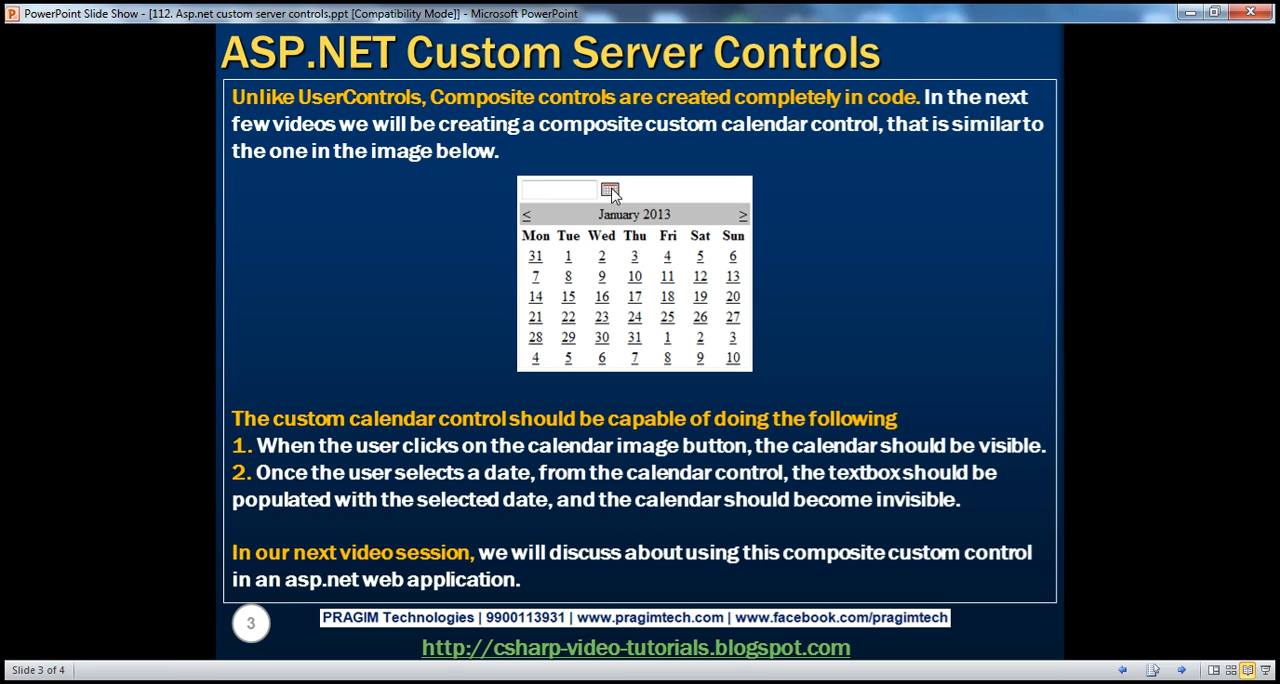 PowerPoint Slide Show - [112. Asp.net custom server controls.ppt [Compatibility Mode]] - Microsoft PowerPoint
ASP.NET Custom Server Controls
Unlike UserControls, Composite controls are created completely in code. In the next
few videos we will be creating a composite custom calendar control, that is similar to
the one in the image below.
< January 2013 >
Mon Tue Wed Thu Fri Sat Sun
31 1 2 3 4 5 6
7 8 9 10 11 12 13
14 15 16 17 18 19 20
21 22 23 24 25 26 27
28 29 30 31 1 2 3
4 5 6 7 8 9 10
The custom calendar control should be capable of doing the following
1. When the user clicks on the calendar image button, the calendar should be visible.
2. Once the user selects a date, from the calendar control, the textbox should be
populated with the selected date, and the calendar should become invisible.
In our next video session, we will discuss about using this composite custom control
in an asp.net web application.
3
PRAGIM Technologies | 9900113931 | www.pragimtech.com | www.facebook.com/pragimtech
http://csharp-video-tutorials.blogspot.com
Slide 3 of 4